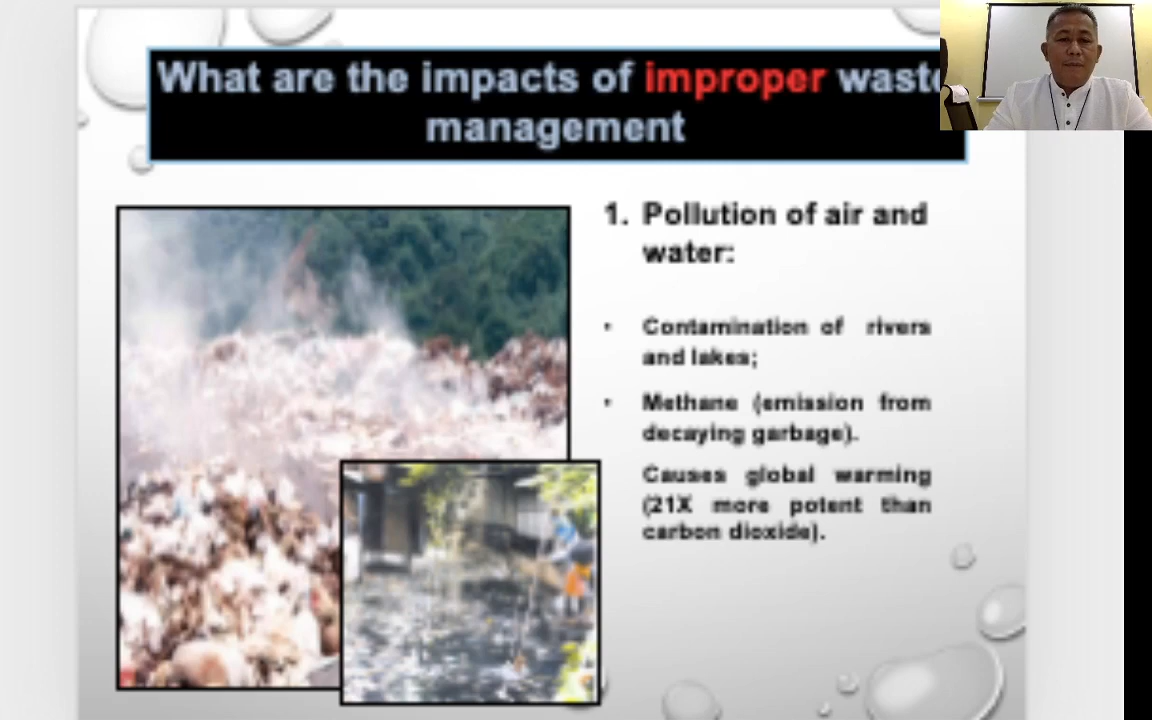 What are the impacts of improper waste
management
1. Pollution of air and
water:
• Contamination of rivers
and lakes;
• Methane (emission from
decaying garbage).
Causes global warming
(21X more potent than
carbon dioxide).